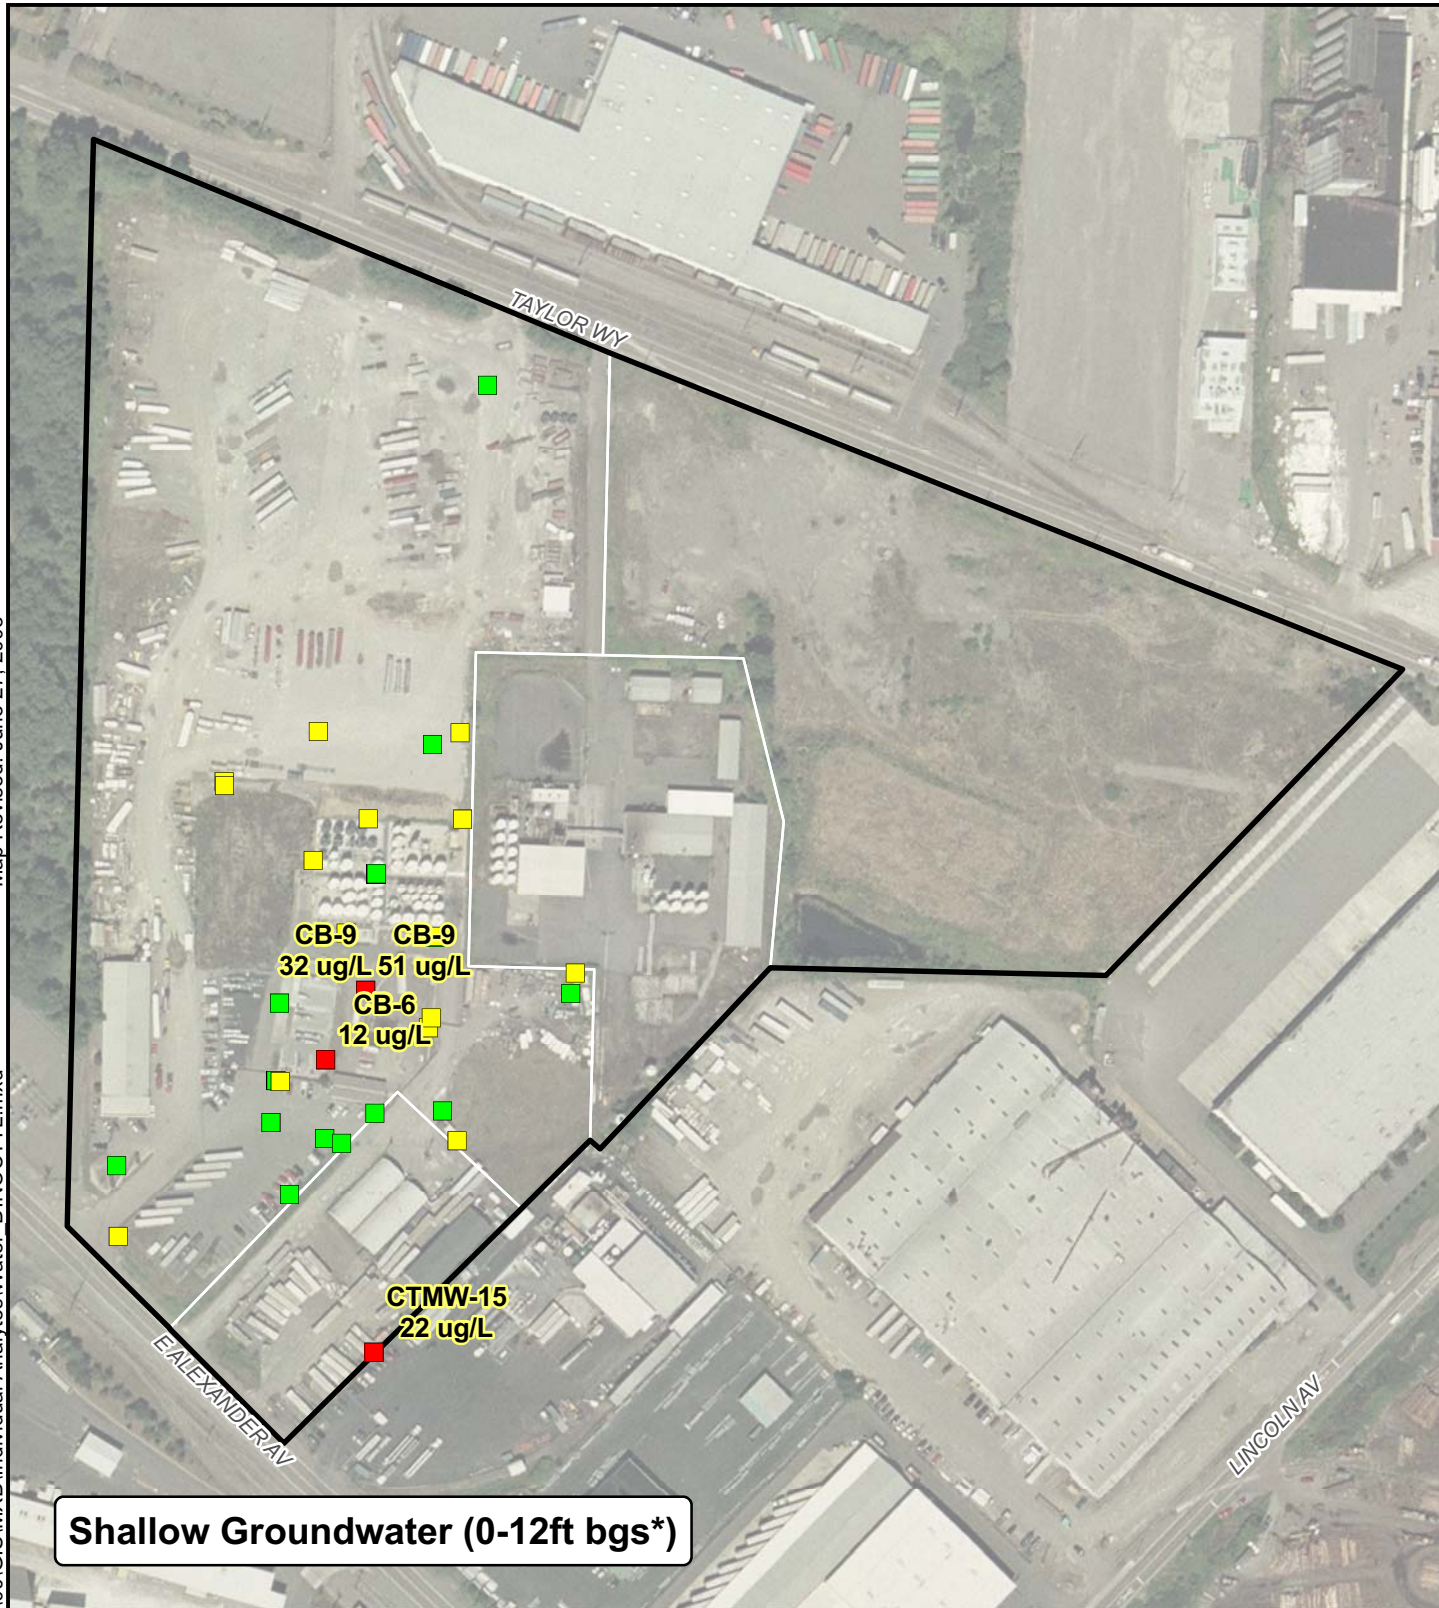 TAYLOR WY
CB-9
32 ug/L
CB-9
51 ug/L
CB-6
12 ug/L
CTMW-15
22 ug/L
E ALEXANDER AV
LINCOLN AV
Shallow Groundwater (0-12ft bgs*)